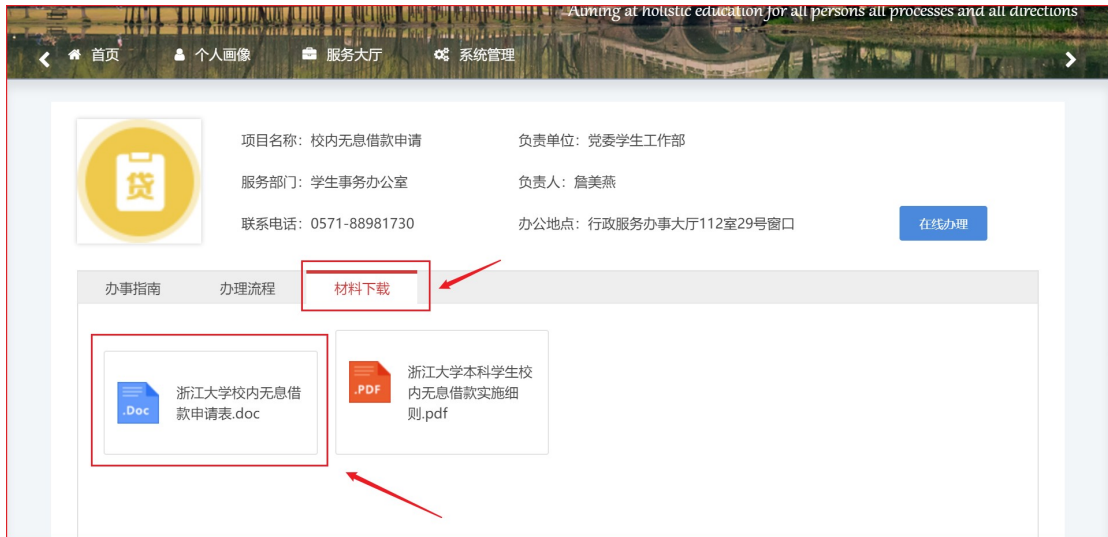 Aiming at holistic education for all persons all processes and all directions
首页 个人画像 服务大厅 系统管理
贷
项目名称：校内无息借款申请 负责单位：党委学生工作部
服务部门：学生事务办公室 负责人：詹美燕
联系电话：0571-88981730 办公地点：行政服务办事大厅112室29号窗口
在线办理
办事指南 办理流程 材料下载
.Doc
浙江大学校内无息借
款申请表.doc
.PDF
浙江大学本科学生校
内无息借款实施细
则.pdf